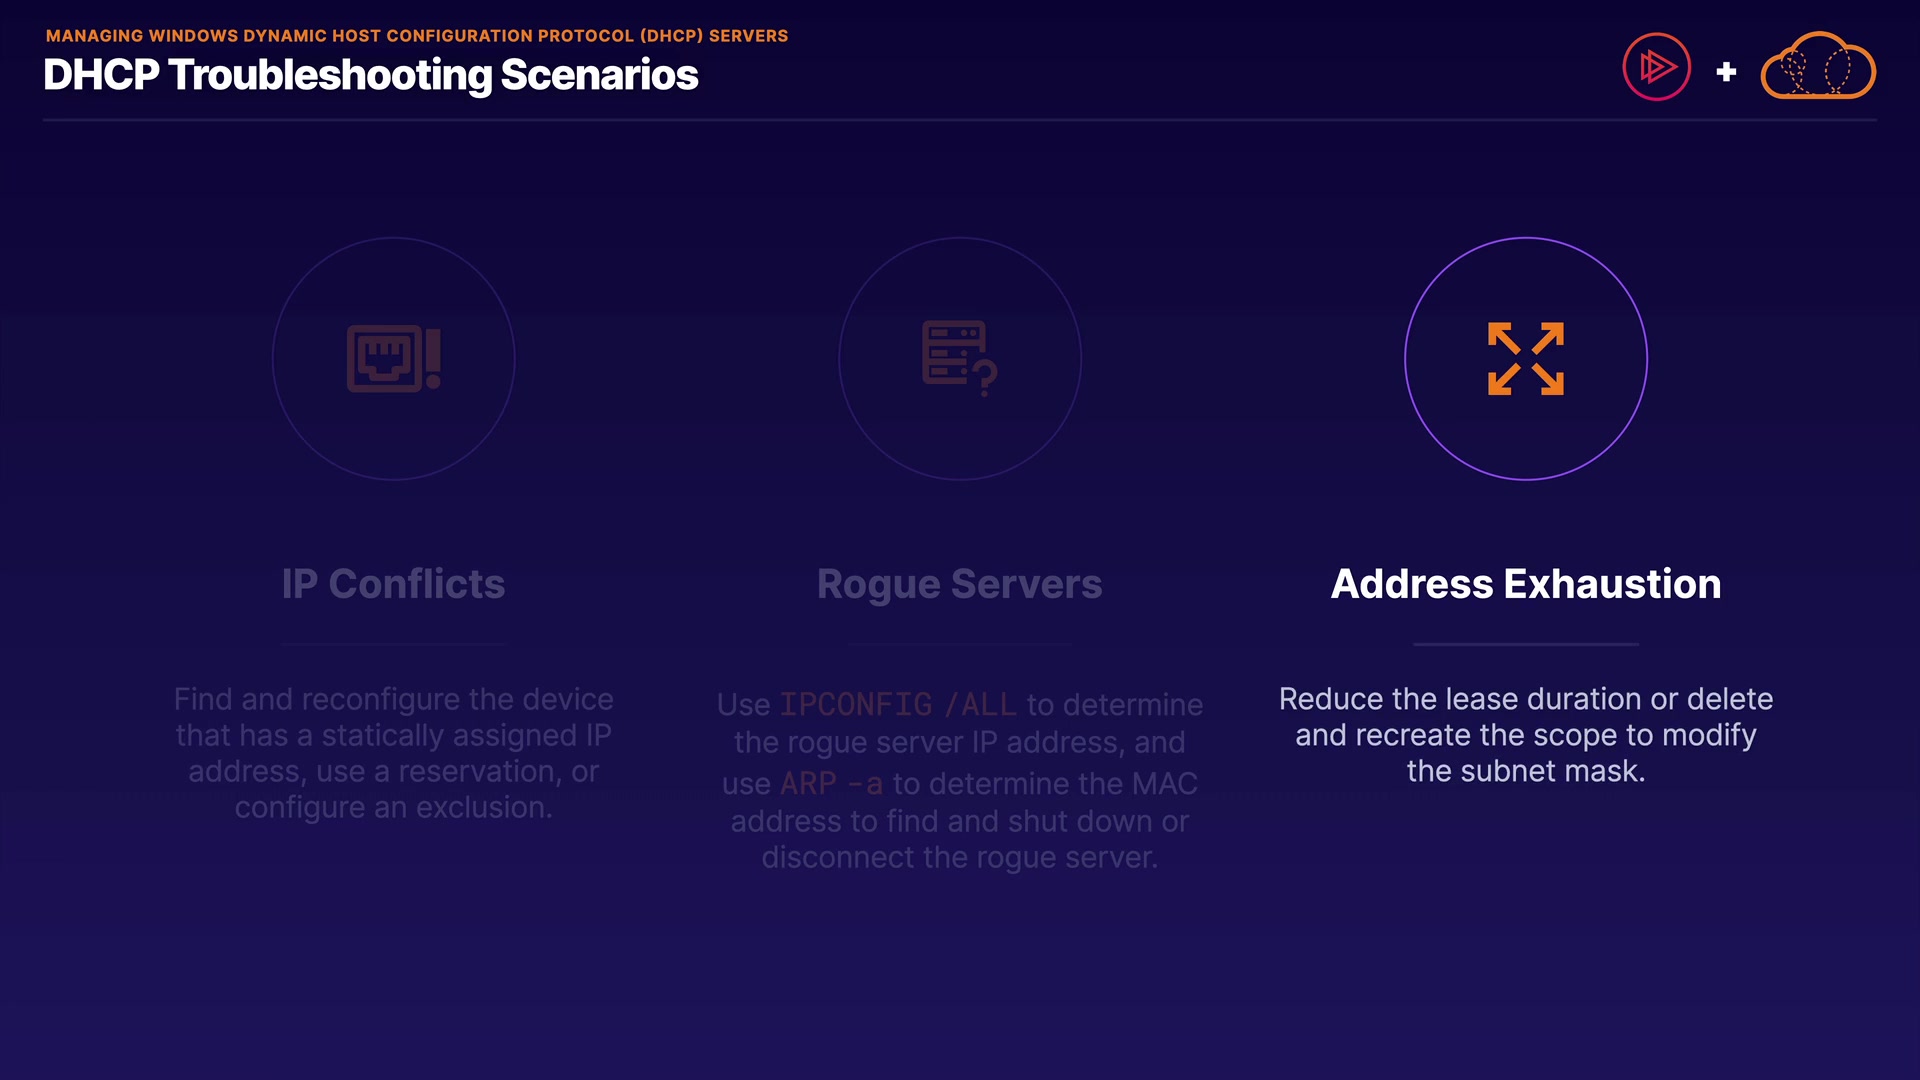 MANAGING WINDOWS DYNAMIC HOST CONFIGURATION PROTOCOL (DHCP) SERVERS
DHCP Troubleshooting Scenarios
IP Conflicts
Find and reconfigure the device
that has a statically assigned IP
address, use a reservation, or
configure an exclusion.
Rogue Servers
Use IPCONFIG /ALL to determine
the rogue server IP address, and
use ARP -a to determine the MAC
address to find and shut down or
disconnect the rogue server.
Address Exhaustion
Reduce the lease duration or delete
and recreate the scope to modify
the subnet mask.